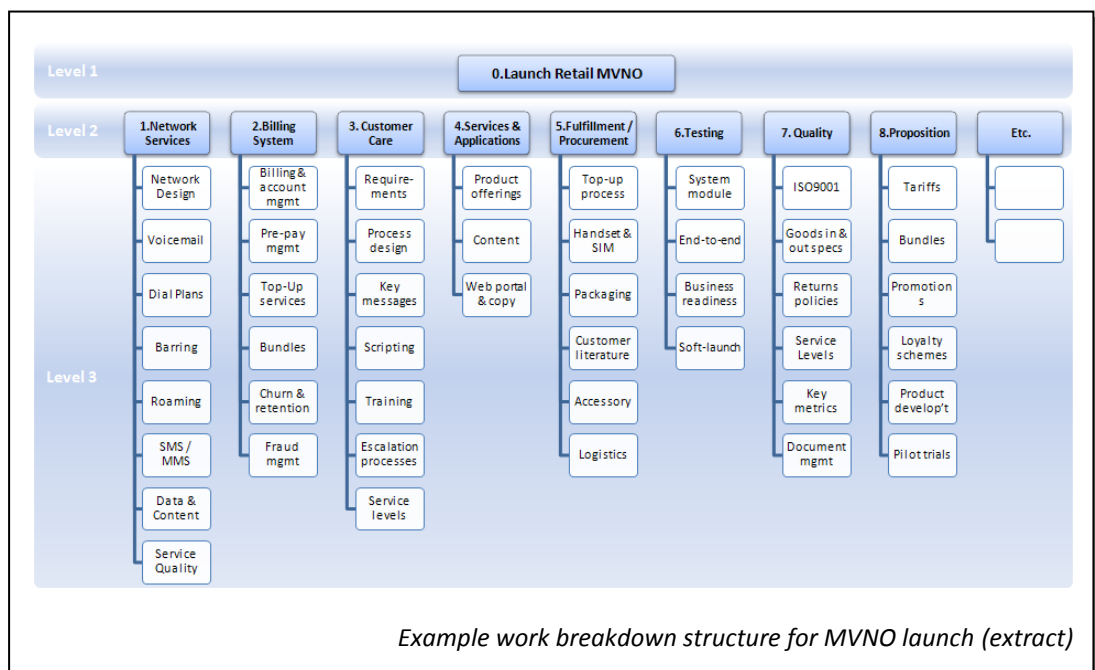 Level 1
0.Launch Retail MVNO
Level 2
1.Network
Services
2.Billing
System
3. Customer
Care
4.Services &
Applications
5.Fulfillment /
Procurement
6.Testing
7. Quality
8.Proposition
Etc.
Level 3
Network
Design
Voicemail
Dial Plans
Barring
Roaming
SMS /
MMS
Data &
Content
Service
Quality
Billing &
account
mgmt
Pre-pay
mgmt
Top-Up
services
Bundles
Churn &
retention
Fraud
mgmt
Require-
ments
Process
design
Key
messages
Scripting
Training
Escalation
processes
Service
levels
Product
offerings
Content
Web portal
& copy
Top-up
process
Handset &
SIM
Packaging
Customer
literature
Accessory
Logistics
System
module
End-to-end
Business
readiness
Soft-launch
ISO9001
Goods in &
out specs
Returns
policies
Service
Levels
Key
metrics
Document
mgmt
Tariffs
Bundles
Promotion
s
Loyalty
schemes
Product
develop't
Pilot trials
Example work breakdown structure for MVNO launch (extract)